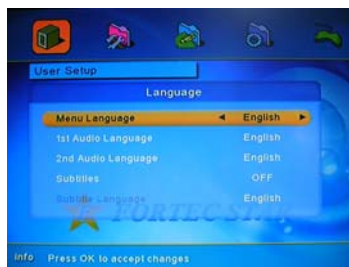 User Setup
Language
Menu Language English
1st Audio Language English
2nd Audio Language English
Subtitles OFF
Subtitle Language English
FORTEC STAR
Info Press OK to accept changes